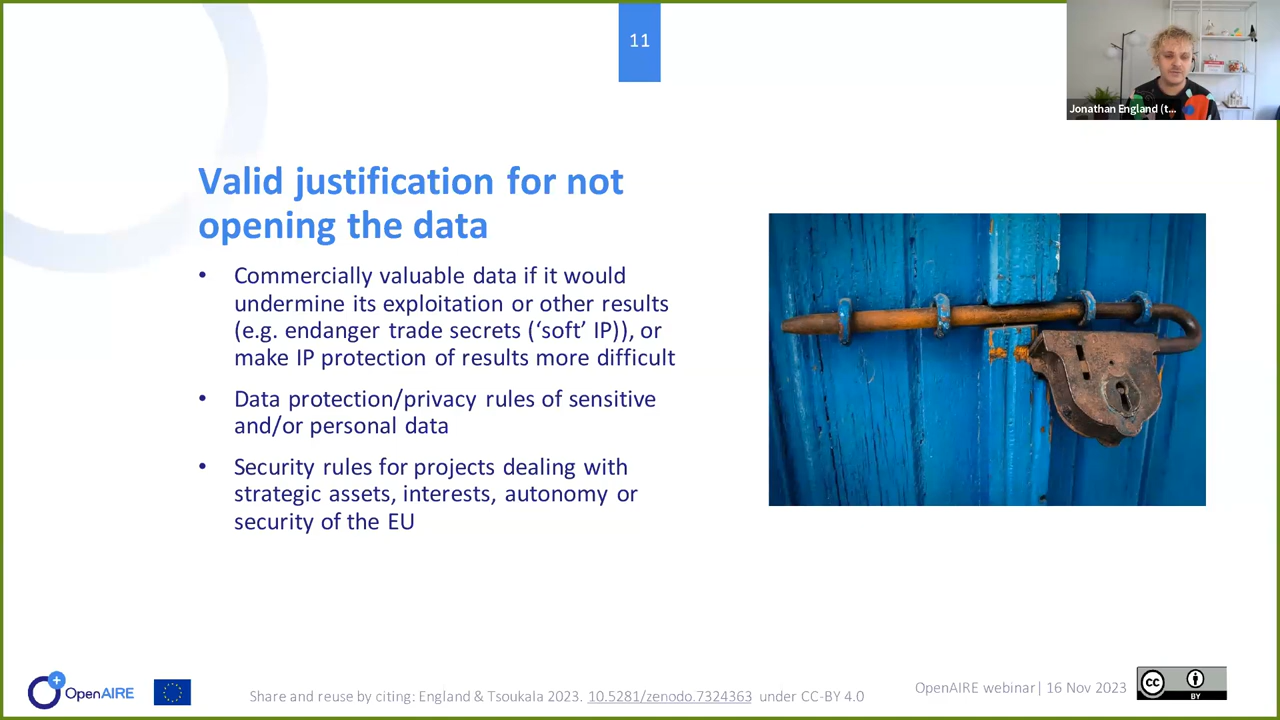 11
Jonathan England (t...
Valid justification for not
opening the data
• Commercially valuable data if it would
undermine its exploitation or other results
(e.g. endanger trade secrets (‘soft’ IP)), or
make IP protection of results more difficult
• Data protection/privacy rules of sensitive
and/or personal data
• Security rules for projects dealing with
strategic assets, interests, autonomy or
security of the EU
OpenAIRE
Share and reuse by citing: England & Tsoukala 2023. 10.5281/zenodo.7324363 under CC-BY 4.0
OpenAIRE webinar| 16 Nov 2023
cc
BY